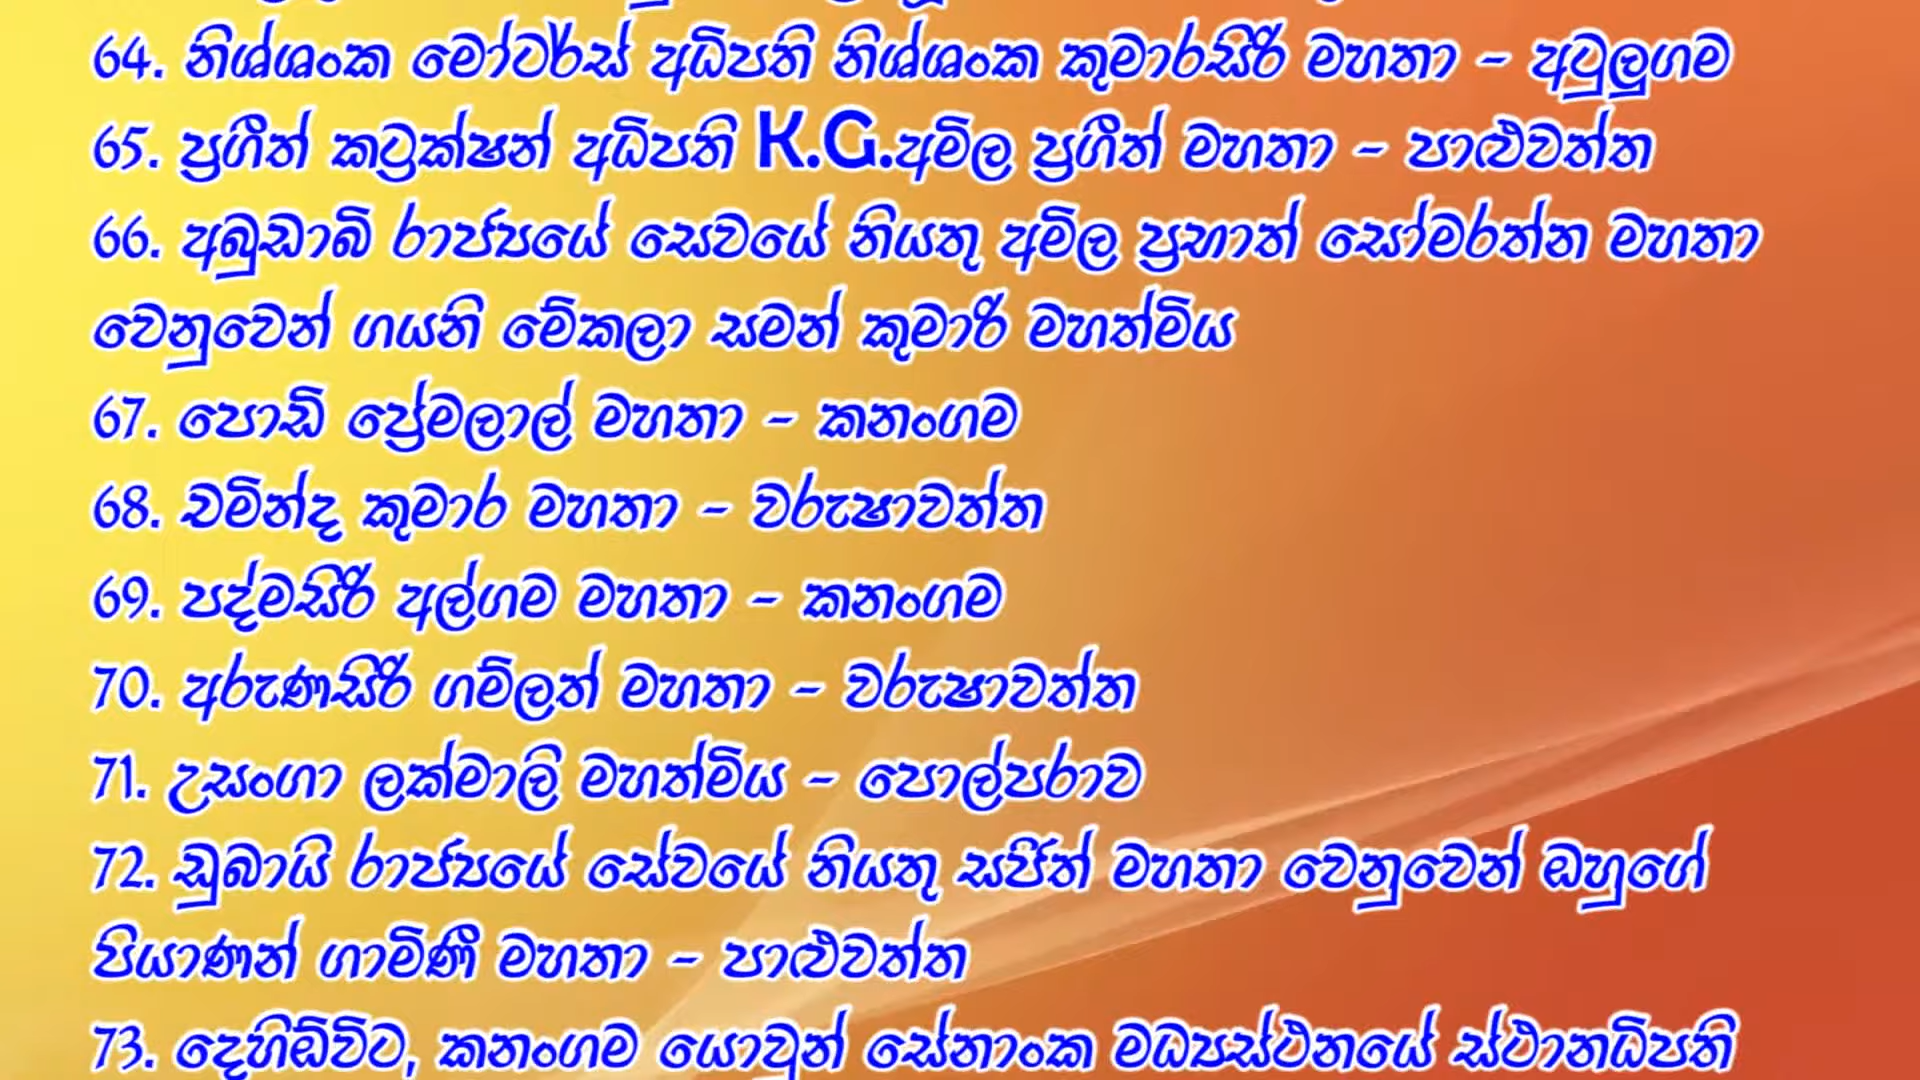 64. නිශ්ශංක මෝටර්ස් අධිපති නිශ්ශංක කුමාරසිරි මහතා - අටුලුගම
65. ප්‍රගීත් කට්‍රක්ෂන් අධිපති K.G.අමිල ප්‍රගීත් මහතා - පාළුවත්ත
66. අබුඩාබි රාජ්‍යයේ සෙවයේ නියතු අමිල ප්‍රභාත් සෝමරත්න මහතා
වෙනුවෙන් ගයනි මේකලා සමන් කුමාරි මහත්මිය
67. පොඩි ප්‍රේමලාල් මහතා - කනංගම
68. චමින්ද කුමාර මහතා - වරුෂාවත්ත
69. පද්මසිරි අල්ගම මහතා - කනංගම
70. අරුණසිරි ගම්ලත් මහතා - වරුෂාවත්ත
71. උසංගා ලක්මාලි මහත්මිය - පොල්පරාව
72. ඩුබායි රාජ්‍යයේ සේවයේ නියතු සජිත් මහතා වෙනුවෙන් ඔහුගේ
පියාණන් ගාමිණී මහතා - පාළුවත්ත
73. දෙහිඕවිට, කනංගම යොවුන් සේනාංක මධ්‍යස්ථනයේ ස්ථානධිපති